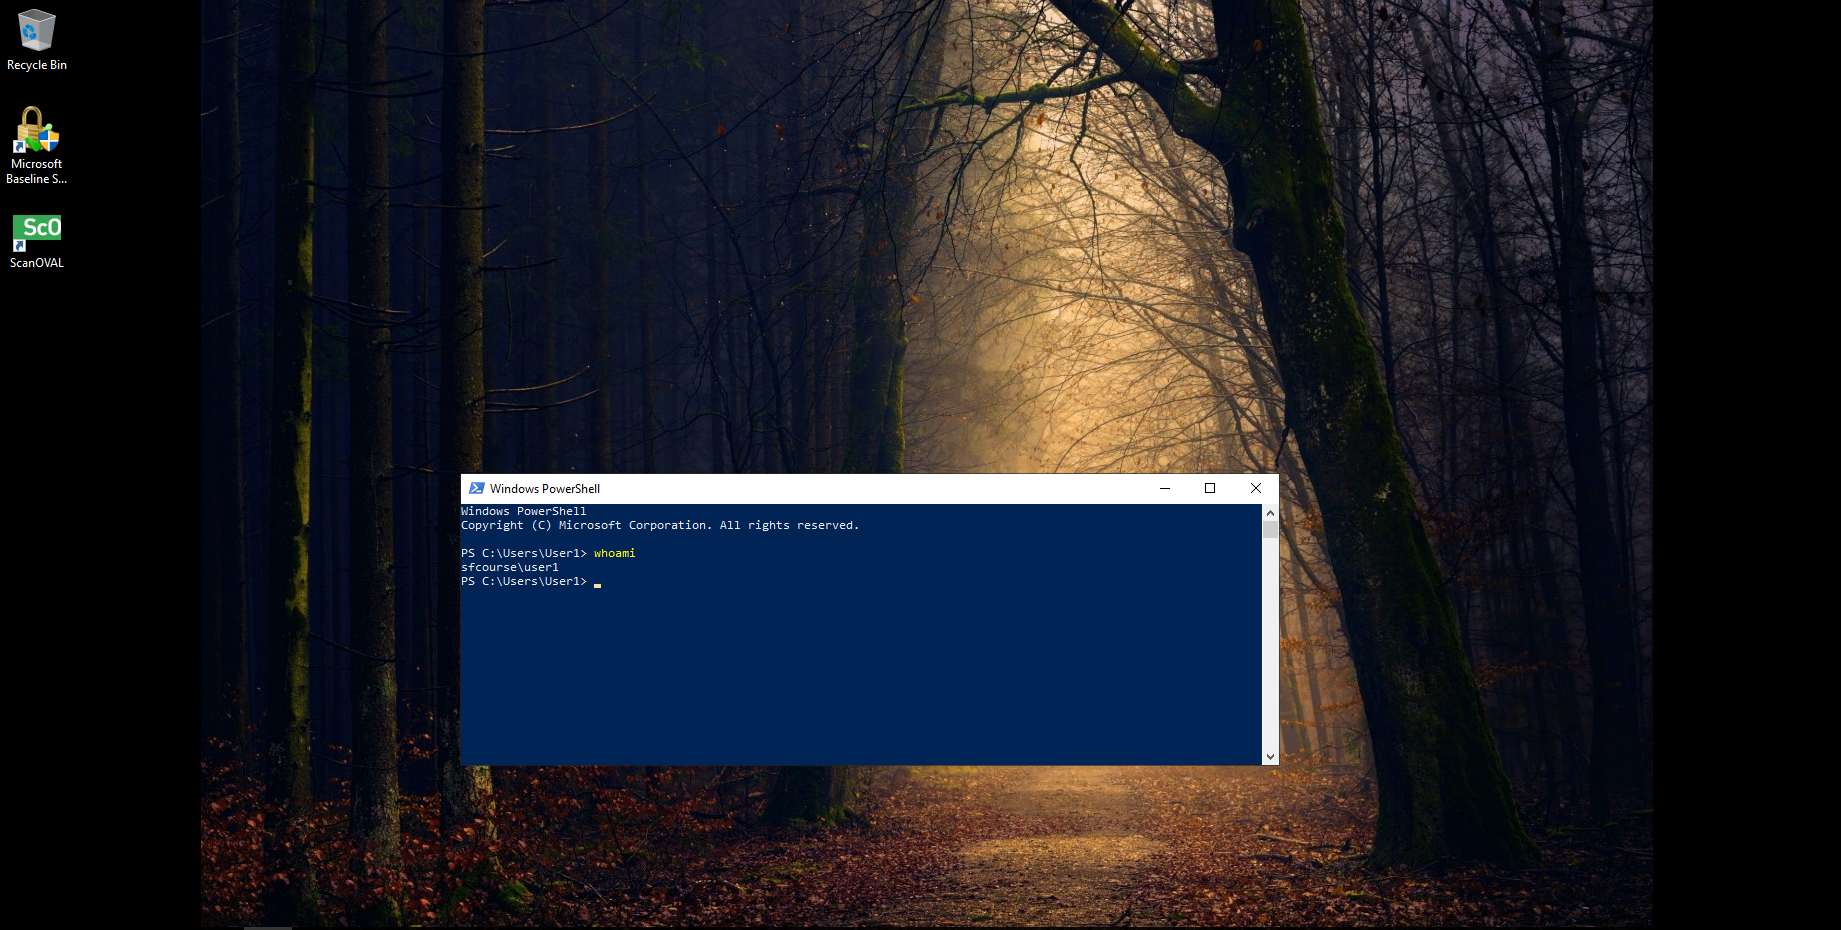 Recycle Bin
Microsoft
Baseline S...
ScO
ScanOVAL
Windows PowerShell
Windows PowerShell
Copyright (C) Microsoft Corporation. All rights reserved.
PS C:\Users\User1> whoami
sfcourse\user1
PS C:\Users\User1>